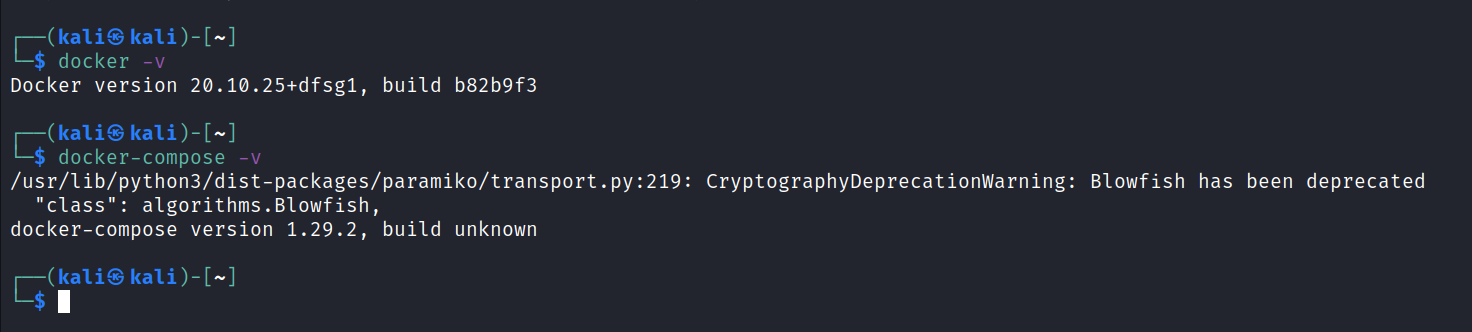 ┌──(kali㉿kali)-[~]
└─$ docker -v
Docker version 20.10.25+dfsg1, build b82b9f3
┌──(kali㉿kali)-[~]
└─$ docker-compose -v
/usr/lib/python3/dist-packages/paramiko/transport.py:219: CryptographyDeprecationWarning: Blowfish has been deprecated
  "class": algorithms.Blowfish,
docker-compose version 1.29.2, build unknown
┌──(kali㉿kali)-[~]
└─$